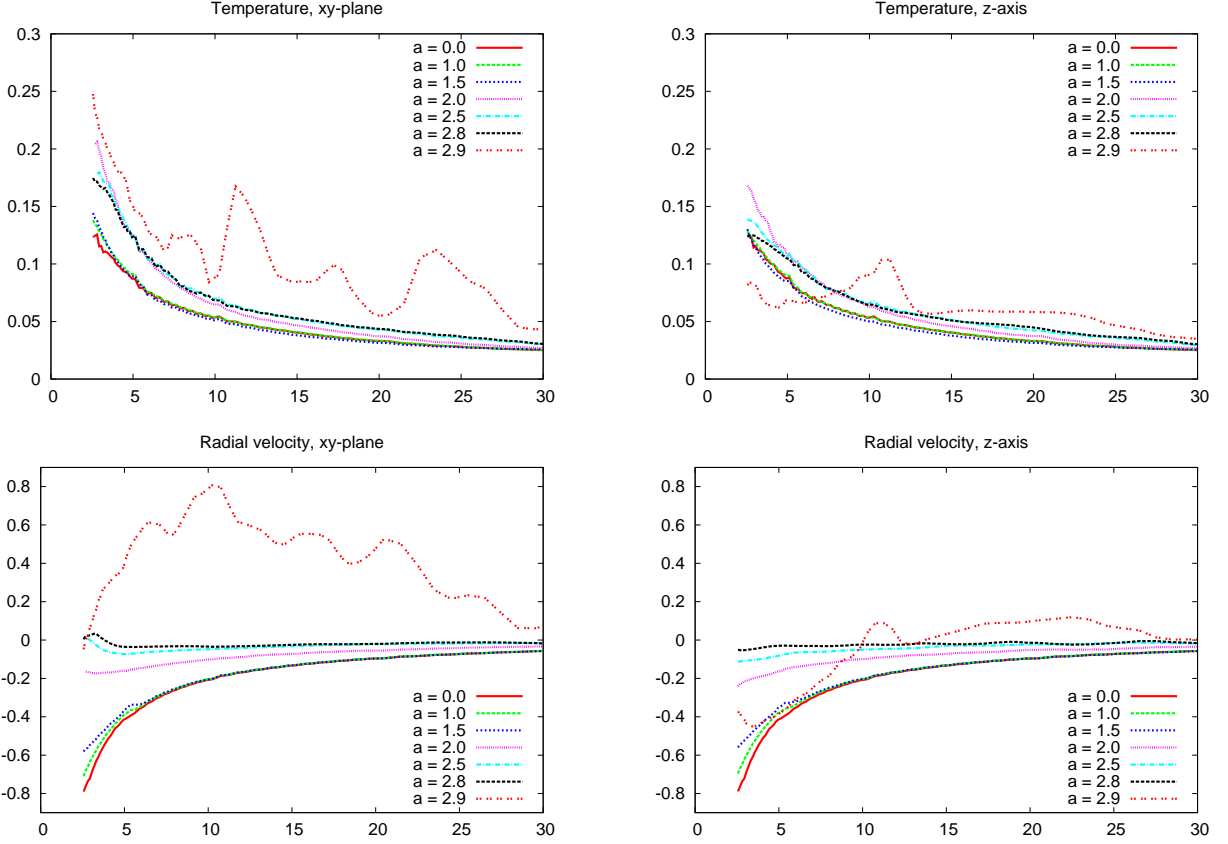 Temperature, xy-plane
0.3
0.25
0.2
0.15
0.1
0.05
0
0 5 10 15 20 25 30
a = 0.0
a = 1.0
a = 1.5
a = 2.0
a = 2.5
a = 2.8
a = 2.9
Temperature, z-axis
0.3
0.25
0.2
0.15
0.1
0.05
0
0 5 10 15 20 25 30
a = 0.0
a = 1.0
a = 1.5
a = 2.0
a = 2.5
a = 2.8
a = 2.9
Radial velocity, xy-plane
0.8
0.6
0.4
0.2
0
-0.2
-0.4
-0.6
-0.8
0 5 10 15 20 25 30
a = 0.0
a = 1.0
a = 1.5
a = 2.0
a = 2.5
a = 2.8
a = 2.9
Radial velocity, z-axis
0.8
0.6
0.4
0.2
0
-0.2
-0.4
-0.6
-0.8
0 5 10 15 20 25 30
a = 0.0
a = 1.0
a = 1.5
a = 2.0
a = 2.5
a = 2.8
a = 2.9